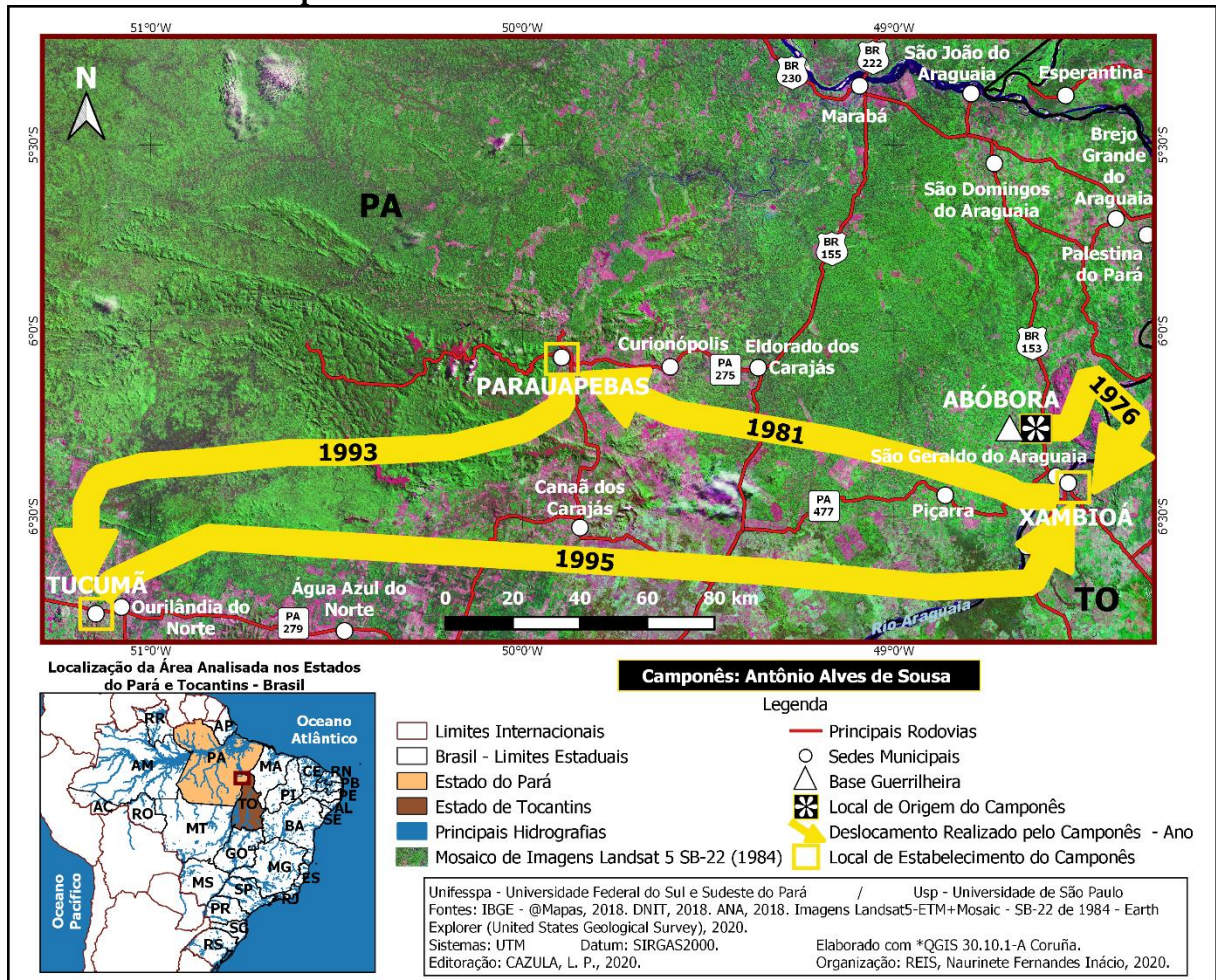 51°0'W 50°0'W 49°0'W
N
BR
230
BR
222
São João do
Araguaia
Esperantina
Marabá
5°30'S
5°30'S
Brejo
Grande
do
Araguaia
PA
São Domingos
do Araguaia
BR
155
Palestina
do Pará
6°0'S
6°0'S
BR
153
Curionópolis
PA
275
Eldorado dos
Carajás
PARAUAPEBAS
ABÓBORA
1976
1993
1981
São Geraldo do Araguaia
Canaã dos
Carajás
PA
477
Piçarra
XAMBIOÁ
6°30'S
6°30'S
1995
TUCUMÃ
Ourilândia do
Norte
PA
279
Água Azul do
Norte
0 20 40 60 80 km
TO
Rio Araguaia
51°0'W 50°0'W 49°0'W
Localização da Área Analisada nos Estados
do Pará e Tocantins - Brasil
Oceano
Atlântico
Oceano
Pacífico
RR
AP
AM
PA
MA
CE
RN
PB
PE
AL
SE
PI
AC
RO
TO
MT
BA
GO
MG
ES
MS
SP
RJ
PR
SC
RS
Camponês: Antônio Alves de Sousa
Legenda
Limites Internacionais
Brasil - Limites Estaduais
Estado do Pará
Estado de Tocantins
Principais Hidrografias
Mosaico de Imagens Landsat 5 SB-22 (1984)
Principais Rodovias
Sedes Municipais
Base Guerrilheira
Local de Origem do Camponês
Deslocamento Realizado pelo Camponês - Ano
Local de Estabelecimento do Camponês
Unifesspa - Universidade Federal do Sul e Sudeste do Pará / Usp - Universidade de São Paulo
Fontes: IBGE - @Mapas, 2018. DNIT, 2018. ANA, 2018. Imagens Landsat5-ETM+Mosaic - SB-22 de 1984 - Earth
Explorer (United States Geological Survey), 2020.
Sistemas: UTM Datum: SIRGAS2000. Elaborado com *QGIS 30.10.1-A Coruña.
Editoração: CAZULA, L. P., 2020. Organização: REIS, Naurinete Fernandes Inácio, 2020.